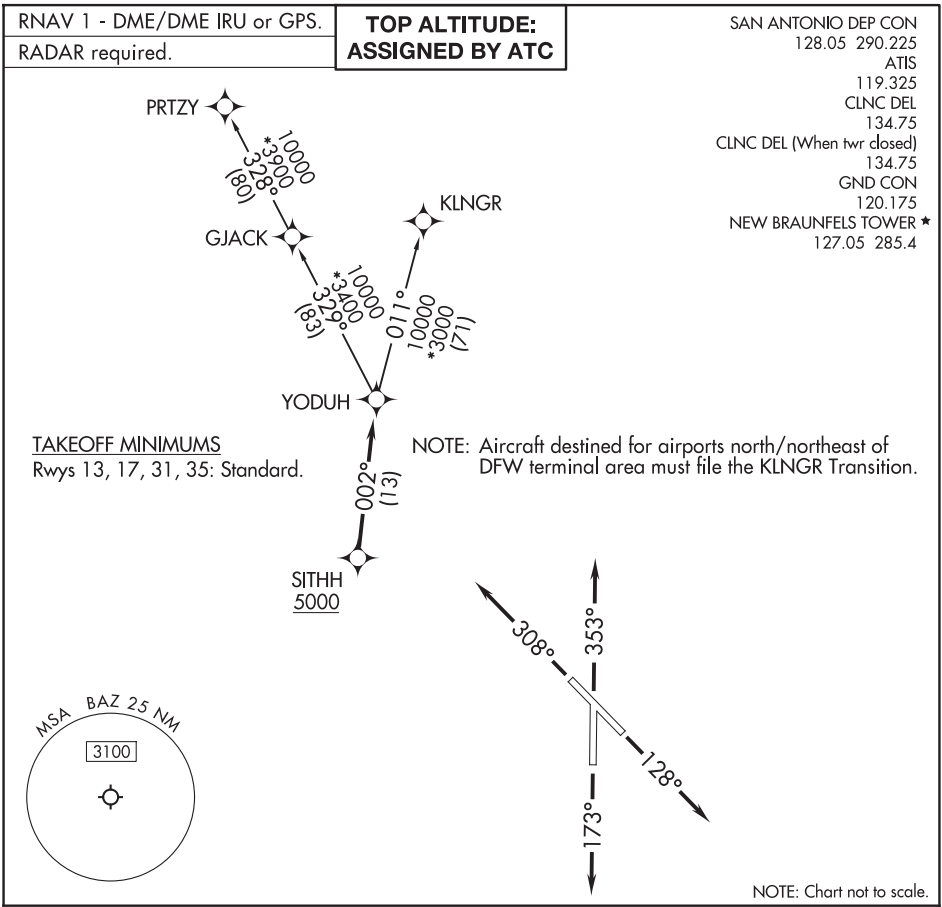 RNAV 1 - DME/DME IRU or GPS.
RADAR required.
TOP ALTITUDE:
ASSIGNED BY ATC
SAN ANTONIO DEP CON
128.05 290.225
ATIS
119.325
CLNC DEL
134.75
CLNC DEL (When twr closed)
134.75
GND CON
120.175
NEW BRAUNFELS TOWER ★
127.05 285.4
PRTZY
10000
*3900
328°
(80)
KLNGR
GJACK
10000
*3400
329°
(83)
011°
10000
*3000
(71)
YODUH
TAKEOFF MINIMUMS
Rwys 13, 17, 31, 35: Standard.
NOTE: Aircraft destined for airports north/northeast of
DFW terminal area must file the KLNGR Transition.
002°
(13)
SITHH
5000
308°
353°
128°
173°
MSA BAZ 25 NM
3100
NOTE: Chart not to scale.